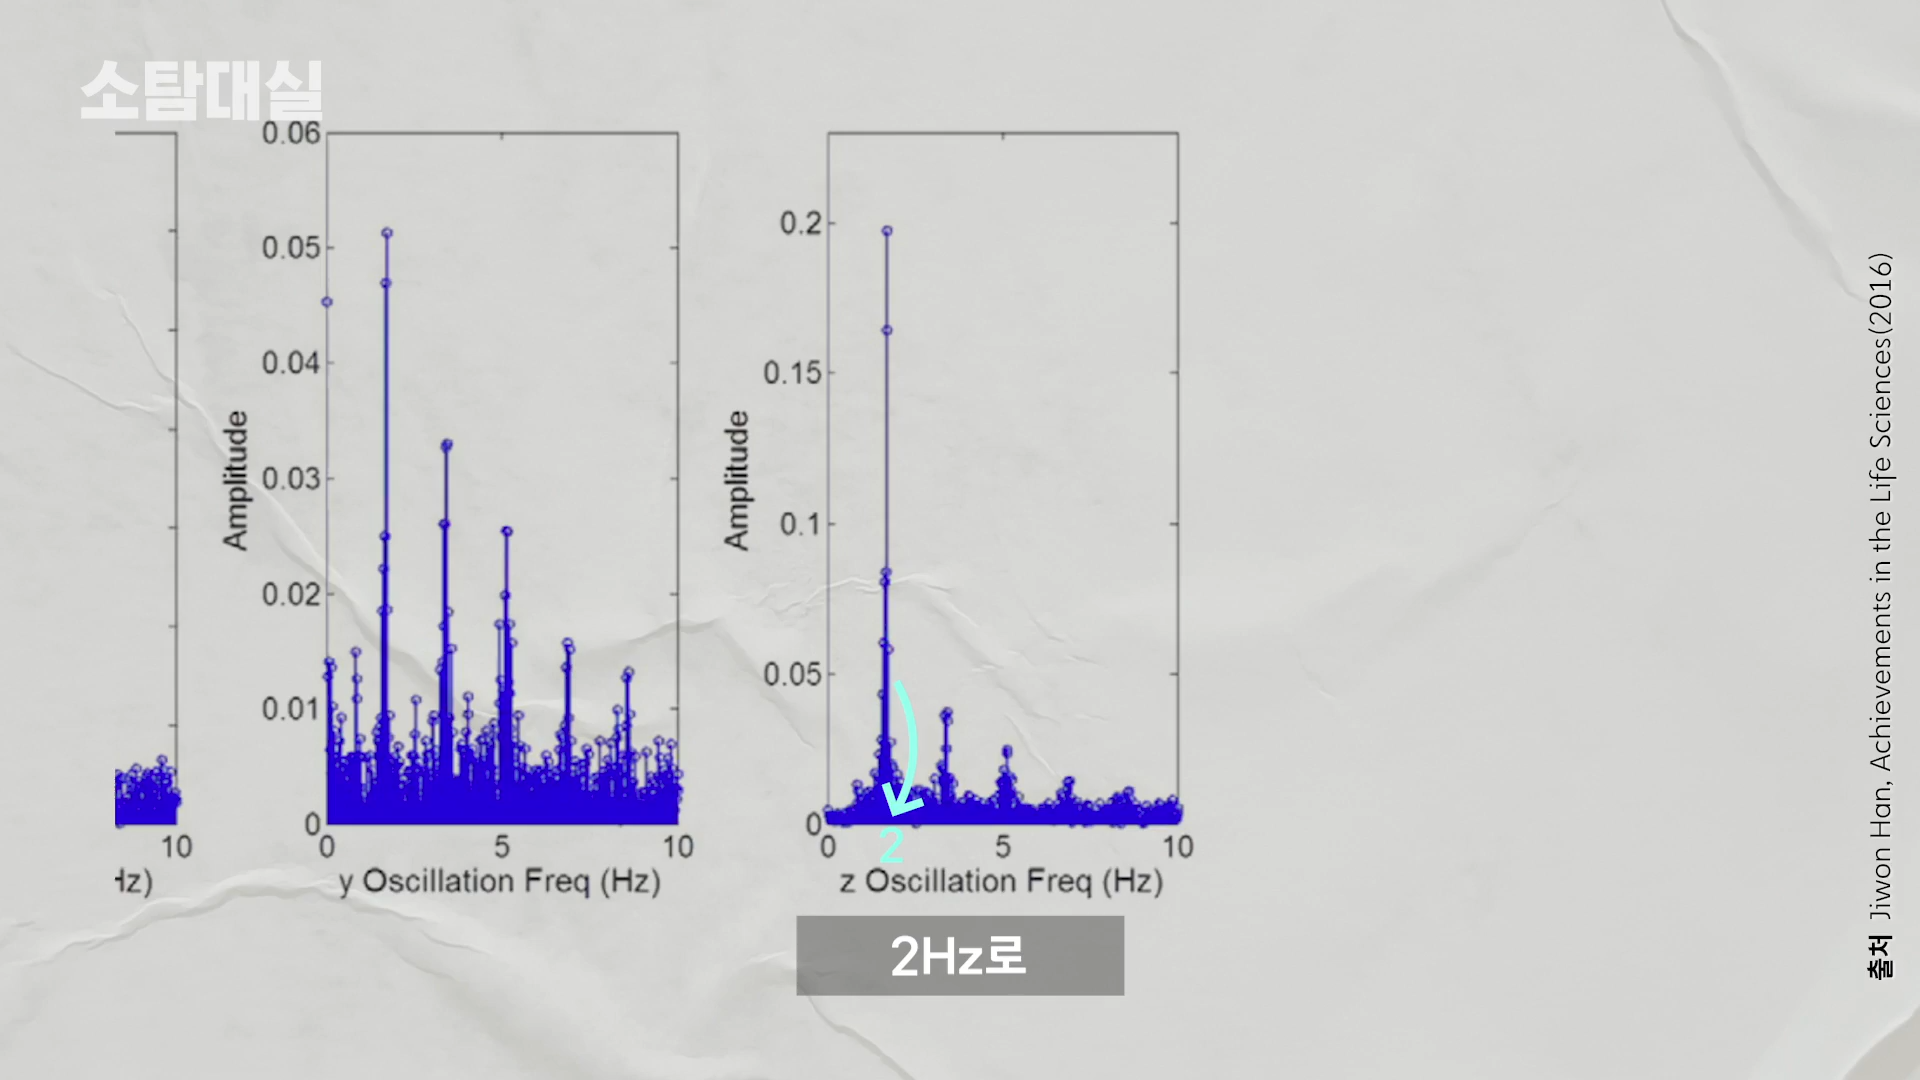 소탐대실
10
Hz)
0.06
0.05
0.04
0.03
0.02
0.01
0
Amplitude
0
5
10
y Oscillation Freq (Hz)
0.2
0.15
0.1
0.05
0
Amplitude
0
2
5
10
z Oscillation Freq (Hz)
2Hz로
출처 Jiwon Han, Achievements in the Life Sciences(2016)